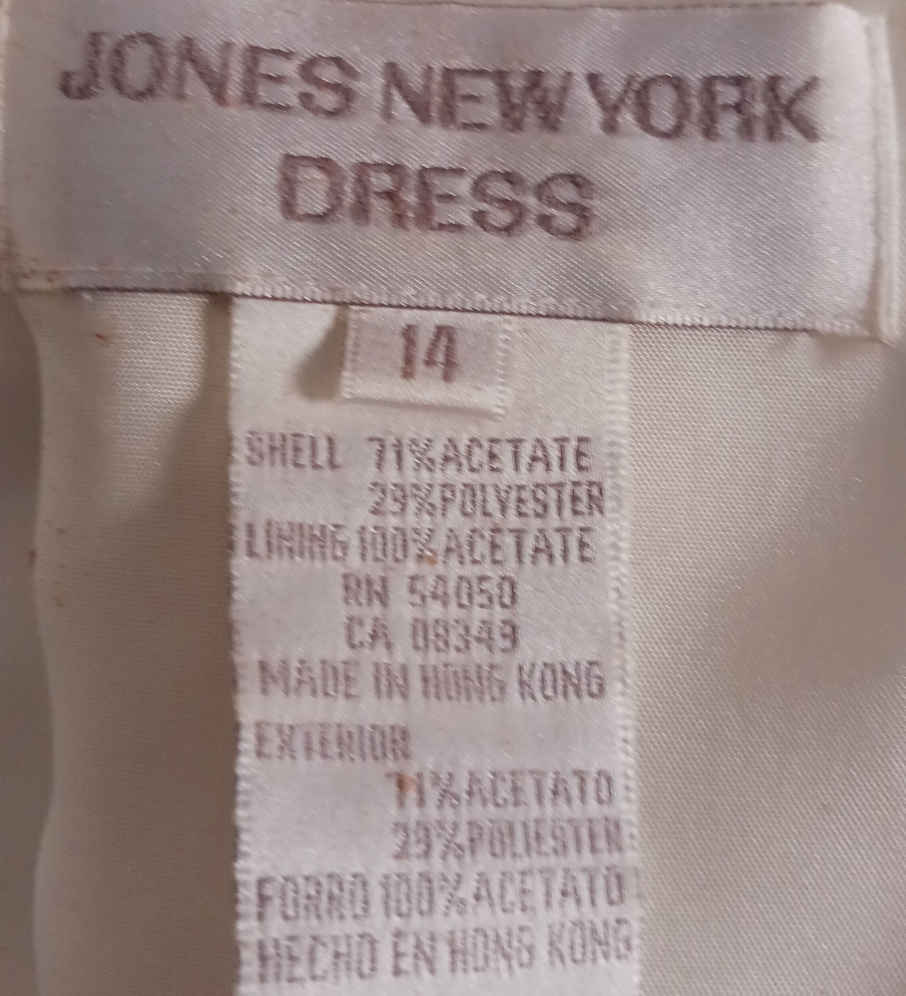 JONES NEW YORK
DRESS
14
SHELL 71% ACETATE
29% POLYESTER
LINING 100% ACETATE
RN 54050
CA 08349
MADE IN HONG KONG
EXTERIOR
71% ACETATO
29% POLIESTER
FORRO 100% ACETATO
HECHO EN HONG KONG